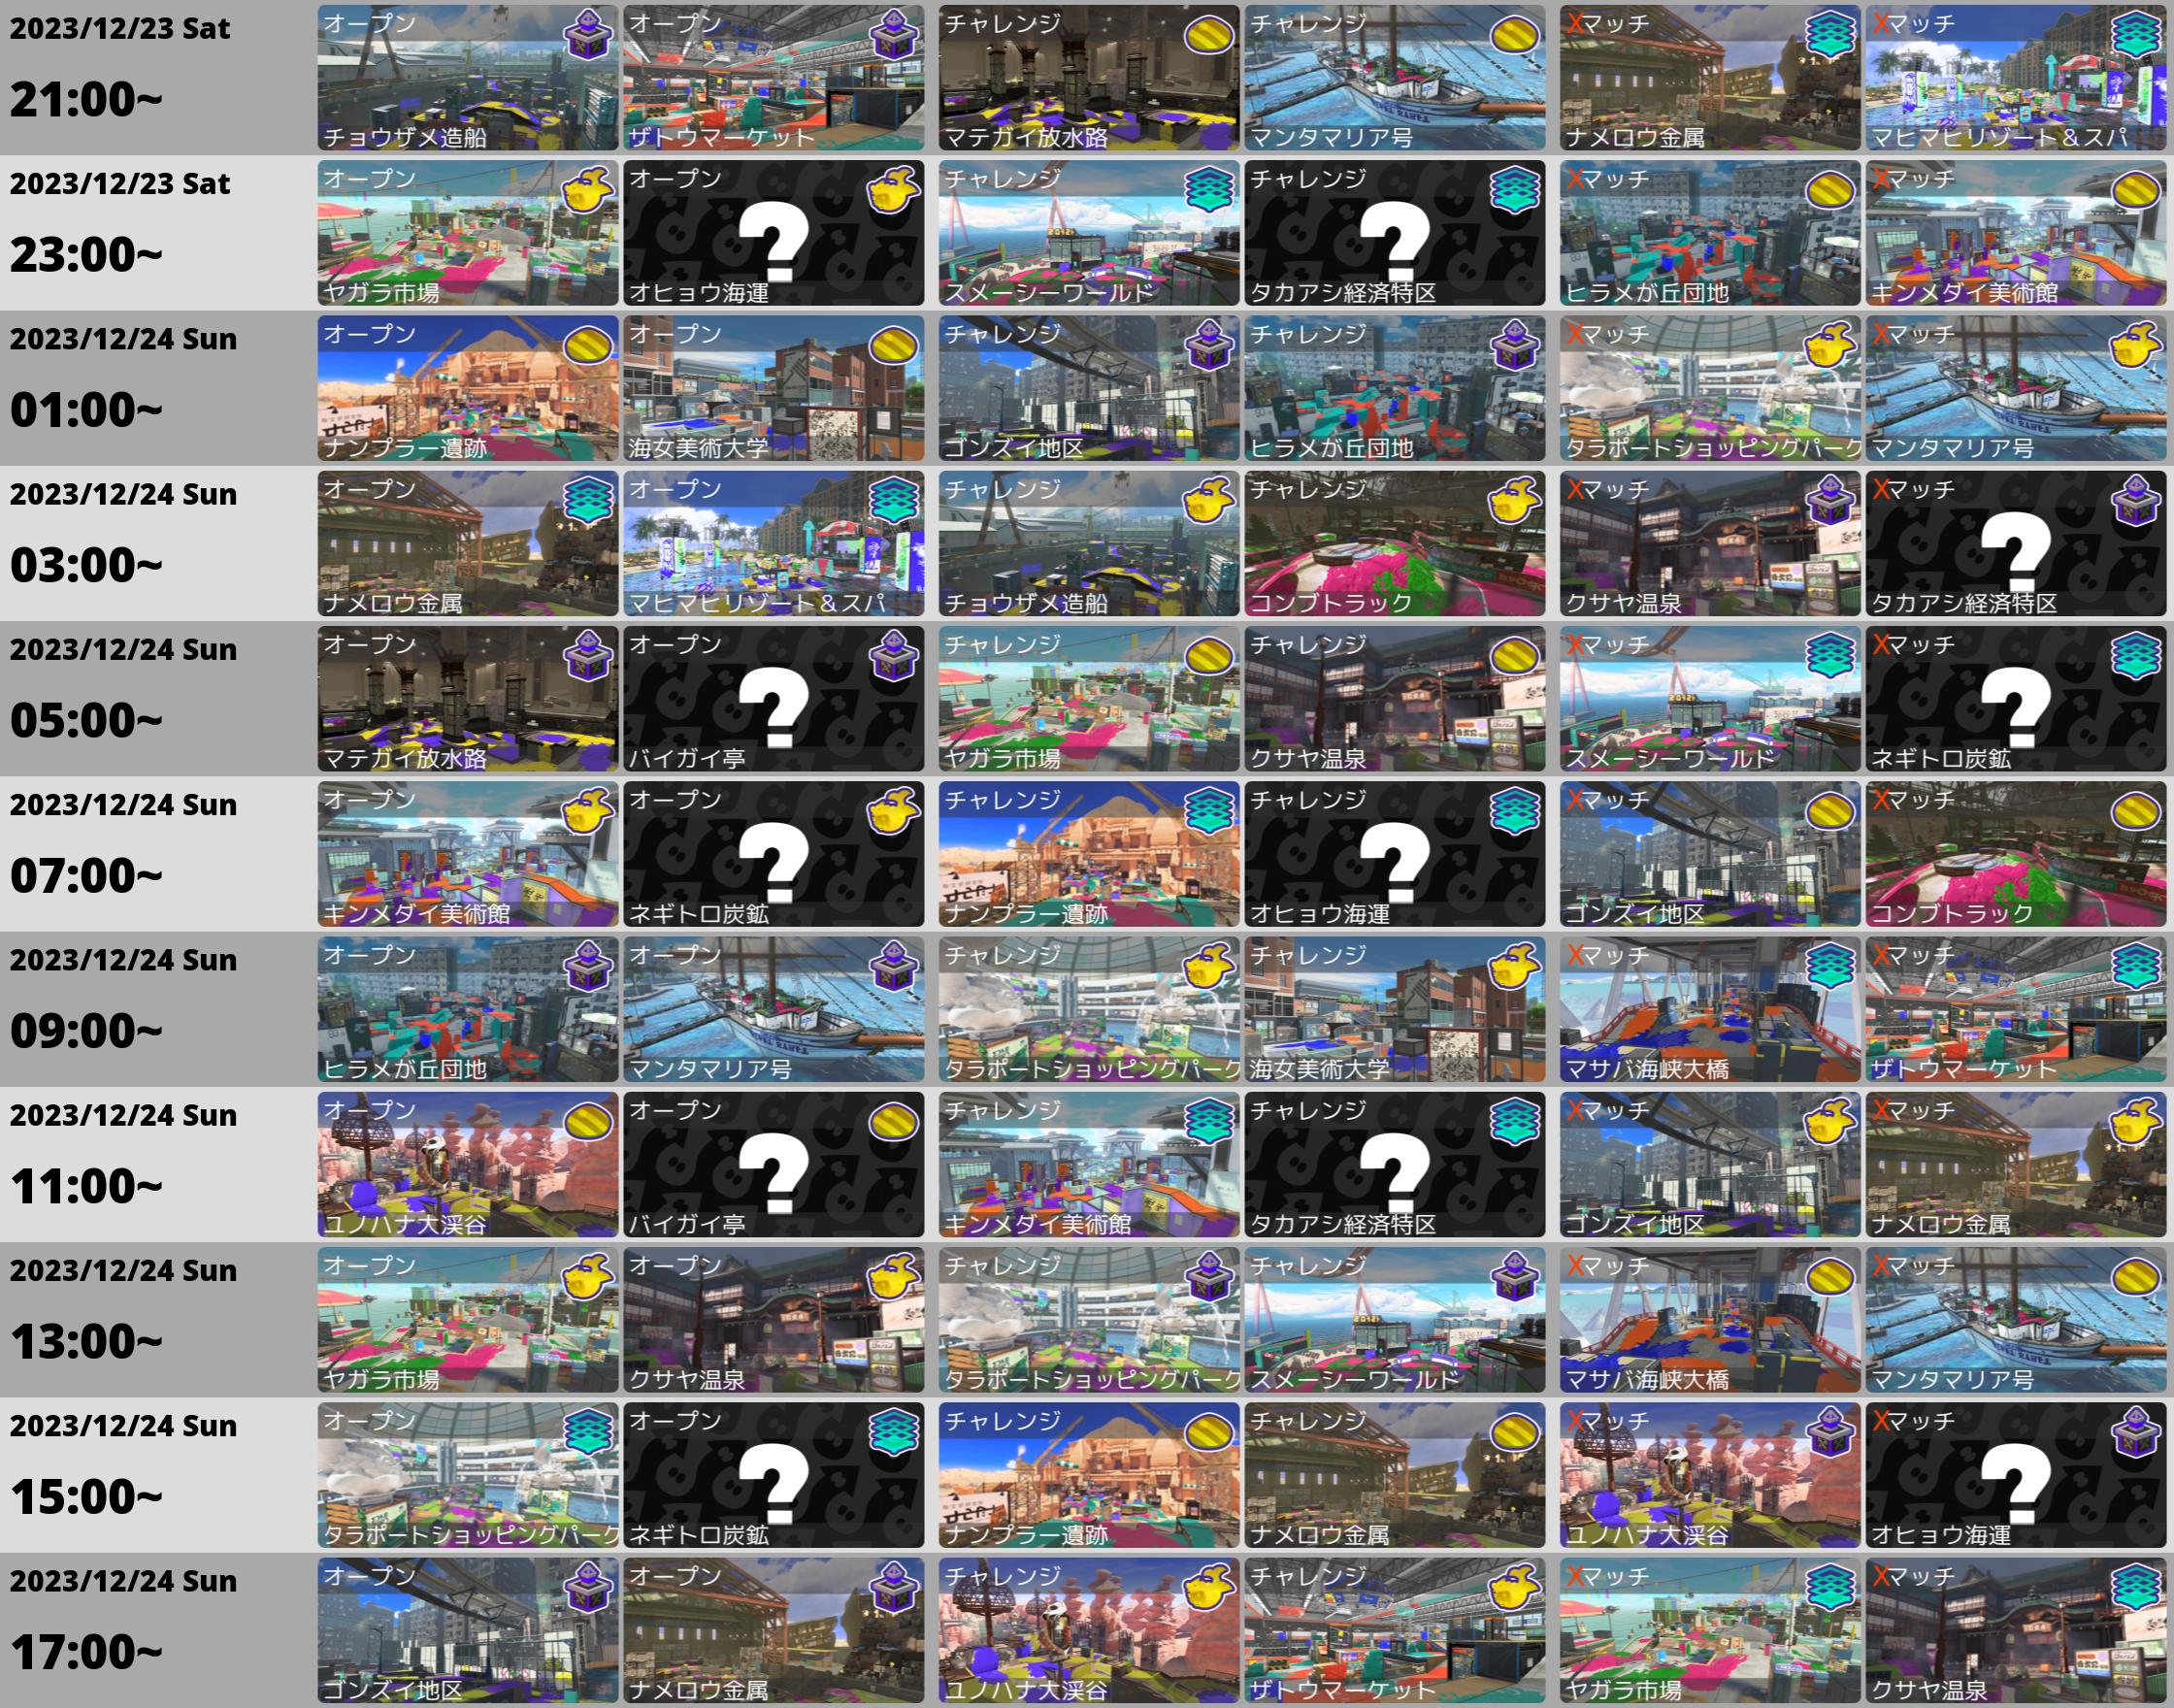 2023/12/23 Sat
21:00~
オープン
チョウザメ造船
オープン
ザトウマーケット
チャレンジ
マテガイ放水路
チャレンジ
マンタマリア号
Xマッチ
ナメロウ金属
Xマッチ
マヒマヒリゾート＆スパ
2023/12/23 Sat
23:00~
オープン
ヤガラ市場
オープン
?
オヒョウ海運
チャレンジ
スメーシーワールド
チャレンジ
?
タカアシ経済特区
Xマッチ
ヒラメが丘団地
Xマッチ
キンメダイ美術館
2023/12/24 Sun
01:00~
オープン
ナンプラー遺跡
オープン
海女美術大学
チャレンジ
ゴンズイ地区
チャレンジ
ヒラメが丘団地
Xマッチ
タラポートショッピングパーク
Xマッチ
マンタマリア号
2023/12/24 Sun
03:00~
オープン
ナメロウ金属
オープン
マヒマヒリゾート＆スパ
チャレンジ
チョウザメ造船
チャレンジ
コンブトラック
Xマッチ
クサヤ温泉
Xマッチ
?
タカアシ経済特区
2023/12/24 Sun
05:00~
オープン
マテガイ放水路
オープン
?
バイガイ亭
チャレンジ
ヤガラ市場
チャレンジ
クサヤ温泉
Xマッチ
スメーシーワールド
Xマッチ
?
ネギトロ炭鉱
2023/12/24 Sun
07:00~
オープン
キンメダイ美術館
オープン
?
ネギトロ炭鉱
チャレンジ
ナンプラー遺跡
チャレンジ
?
オヒョウ海運
Xマッチ
ゴンズイ地区
Xマッチ
コンブトラック
2023/12/24 Sun
09:00~
オープン
ヒラメが丘団地
オープン
マンタマリア号
チャレンジ
タラポートショッピングパーク
チャレンジ
海女美術大学
Xマッチ
マサバ海峡大橋
Xマッチ
ザトウマーケット
2023/12/24 Sun
11:00~
オープン
ユノハナ大渓谷
オープン
?
バイガイ亭
チャレンジ
キンメダイ美術館
チャレンジ
?
タカアシ経済特区
Xマッチ
ゴンズイ地区
Xマッチ
ナメロウ金属
2023/12/24 Sun
13:00~
オープン
ヤガラ市場
オープン
クサヤ温泉
チャレンジ
タラポートショッピングパーク
チャレンジ
スメーシーワールド
Xマッチ
マサバ海峡大橋
Xマッチ
マンタマリア号
2023/12/24 Sun
15:00~
オープン
タラポートショッピングパーク
オープン
?
ネギトロ炭鉱
チャレンジ
ナンプラー遺跡
チャレンジ
ナメロウ金属
Xマッチ
ユノハナ大渓谷
Xマッチ
?
オヒョウ海運
2023/12/24 Sun
17:00~
オープン
ゴンズイ地区
オープン
ナメロウ金属
チャレンジ
ユノハナ大渓谷
チャレンジ
ザトウマーケット
Xマッチ
ヤガラ市場
Xマッチ
クサヤ温泉